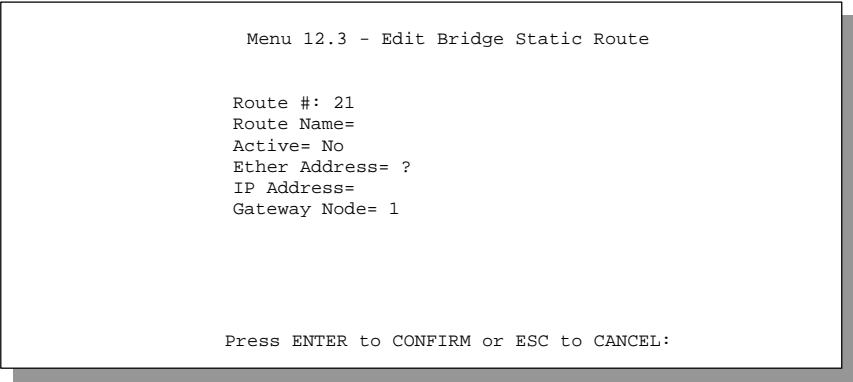 Menu 12.3 - Edit Bridge Static Route
Route #: 21
Route Name=
Active= No
Ether Address= ?
IP Address=
Gateway Node= 1
Press ENTER to CONFIRM or ESC to CANCEL: